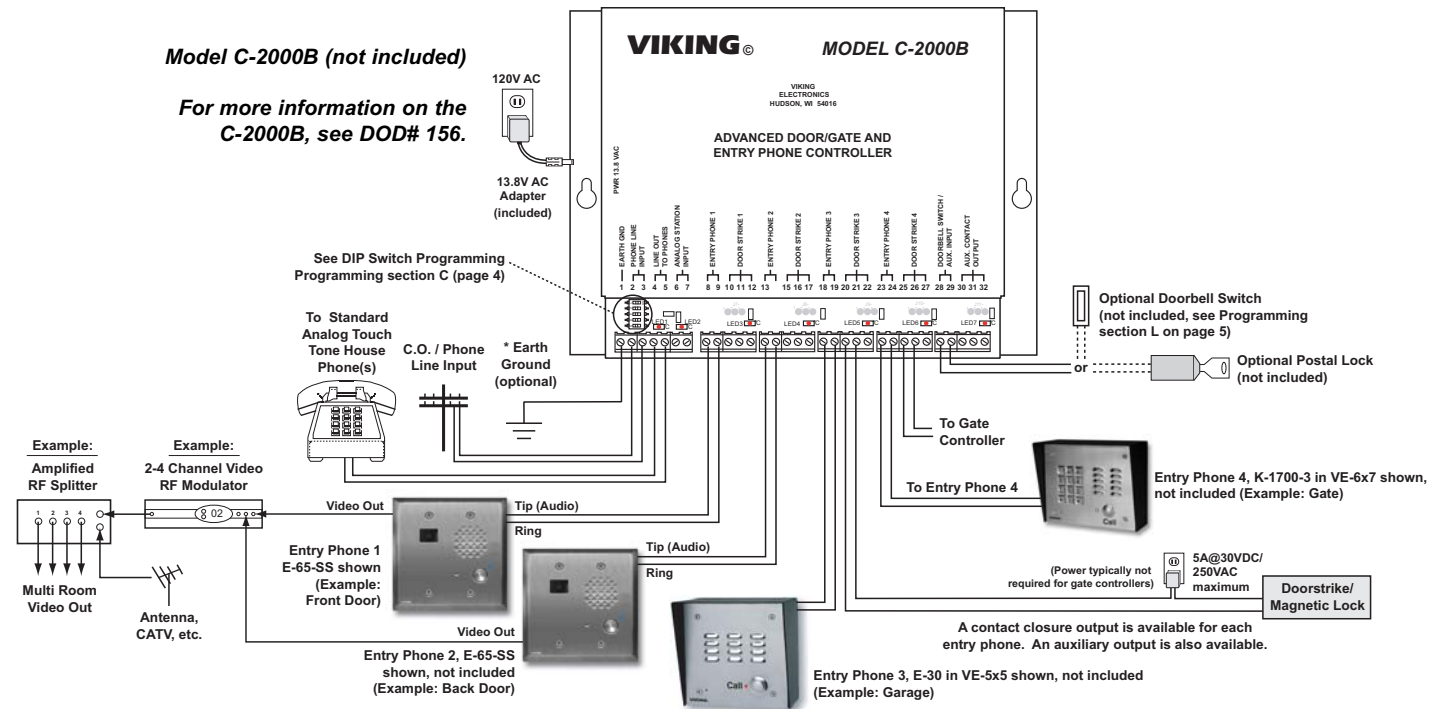 Model C-2000B (not included)
For more information on the
C-2000B, see DOD# 156.
120V AC
13.8V AC
Adapter
(included)
VIKING©
MODEL C-2000B
VIKING
ELECTRONICS
HUDSON, WI 54016
ADVANCED DOOR/GATE AND
ENTRY PHONE CONTROLLER
PWR 13.8 VAC
EARTH GND
PHONE LINE
INPUT
LINE OUT
TO PHONES
ANALOG STATION
INPUT
ENTRY PHONE 1
DOOR STRIKE 1
ENTRY PHONE 2
DOOR STRIKE 2
ENTRY PHONE 3
DOOR STRIKE 3
ENTRY PHONE 4
DOOR STRIKE 4
DOORBELL SWITCH /
AUX. INPUT
AUX. CONTACT
OUTPUT
1 2 3 4 5 6 7 8 9 10 11 12 13 15 16 17 18 19 20 21 22 23 24 25 26 27 28 29 30 31 32
LED1 LED2 LED3 LED4 LED5 LED6 LED7
See DIP Switch Programming
Programming section C (page 4)
To Standard
Analog Touch
Tone House
Phone(s)
C.O. / Phone
Line Input
* Earth
Ground
(optional)
Optional Doorbell Switch
(not included, see Programming
section L on page 5)
or
Optional Postal Lock
(not included)
To Gate
Controller
To Entry Phone 4
Call
Entry Phone 4, K-1700-3 in VE-6x7 shown,
not included (Example: Gate)
Example:
Amplified
RF Splitter
1 2 3 4
Multi Room
Video Out
Antenna,
CATV, etc.
Example:
2-4 Channel Video
RF Modulator
8 02
Video Out
Tip (Audio)
Ring
Entry Phone 1
E-65-SS shown
(Example:
Front Door)
Tip (Audio)
Ring
Video Out
Entry Phone 2, E-65-SS
shown, not included
(Example: Back Door)
Call
VIKING
Entry Phone 3, E-30 in VE-5x5 shown, not included
(Example: Garage)
(Power typically not
required for gate controllers)
5A@30VDC/
250VAC
maximum
Doorstrike/
Magnetic Lock
A contact closure output is available for each
entry phone. An auxiliary output is also available.